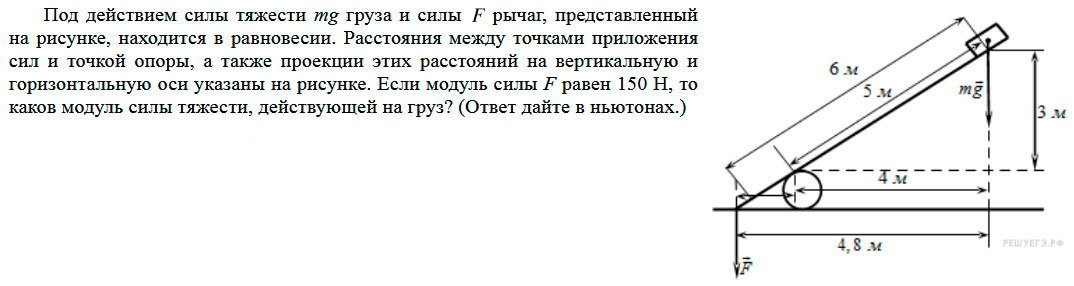 Под действием силы тяжести mg груза и силы F рычаг, представленный
на рисунке, находится в равновесии. Расстояния между точками приложения
сил и точкой опоры, а также проекции этих расстояний на вертикальную и
горизонтальную оси указаны на рисунке. Если модуль силы F равен 150 Н, то
каков модуль силы тяжести, действующей на груз? (Ответ дайте в ньютонах.)
6 м
5 м
mg⃗
3 м
4 м
4,8 м
F⃗
РЕШУЕГЭ.РФ